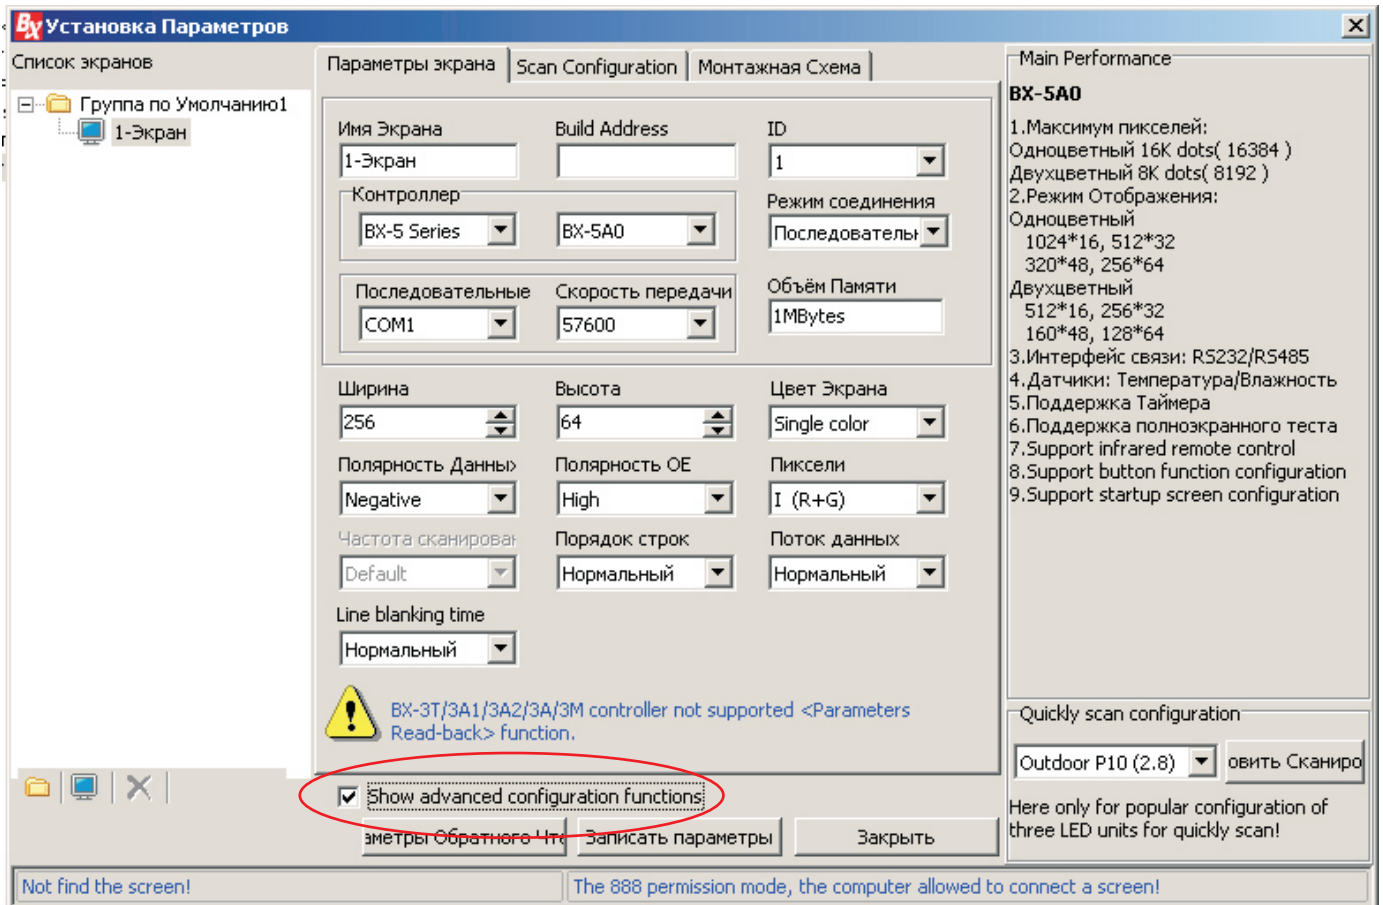 BX Установка Параметров
Список экранов
Группа по Умолчанию1
1-Экран
Параметры экрана
Scan Configuration
Монтажная Схема
Имя Экрана
Build Address
ID
1-Экран
1
Контроллер
Режим соединения
BX-5 Series
BX-5A0
Последовательн
Последовательные
Скорость передачи
Объём Памяти
COM1
57600
1MBytes
Ширина
Высота
Цвет Экрана
256
64
Single color
Полярность Данных
Полярность OE
Пиксели
Negative
High
I (R+G)
Частота сканирован
Порядок строк
Поток данных
Default
Нормальный
Нормальный
Line blanking time
Нормальный
BX-3T/3A1/3A2/3A/3M controller not supported <Parameters
Read-back> function.
Show advanced configuration functions
аметры Обратного Чте
Записать параметры
Закрыть
Main Performance
BX-5A0
1.Максимум пикселей:
Одноцветный 16K dots( 16384 )
Двухцветный 8K dots( 8192 )
2.Режим Отображения:
Одноцветный
1024*16, 512*32
320*48, 256*64
Двухцветный
512*16, 256*32
160*48, 128*64
3.Интерфейс связи: RS232/RS485
4.Датчики: Температура/Влажность
5.Поддержка Таймера
6.Поддержка полноэкранного теста
7.Support infrared remote control
8.Support button function configuration
9.Support startup screen configuration
Quickly scan configuration
Outdoor P10 (2.8)
овить Сканиро
Here only for popular configuration of
three LED units for quickly scan!
Not find the screen!
The 888 permission mode, the computer allowed to connect a screen!